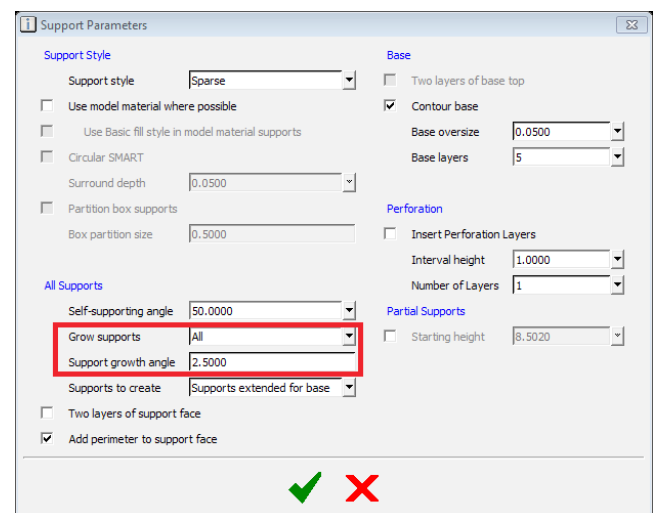 Support Parameters
Support Style
Support style Sparse
Use model material where possible
Use Basic fill style in model material supports
Circular SMART
Surround depth 0.0500
Partition box supports
Box partition size 0.5000
All Supports
Self-supporting angle 50.0000
Grow supports All
Support growth angle 2.5000
Supports to create Supports extended for base
Two layers of support face
Add perimeter to support face
Base
Two layers of base top
Contour base
Base oversize 0.0500
Base layers 5
Perforation
Insert Perforation Layers
Interval height 1.0000
Number of Layers 1
Partial Supports
Starting height 8.5020